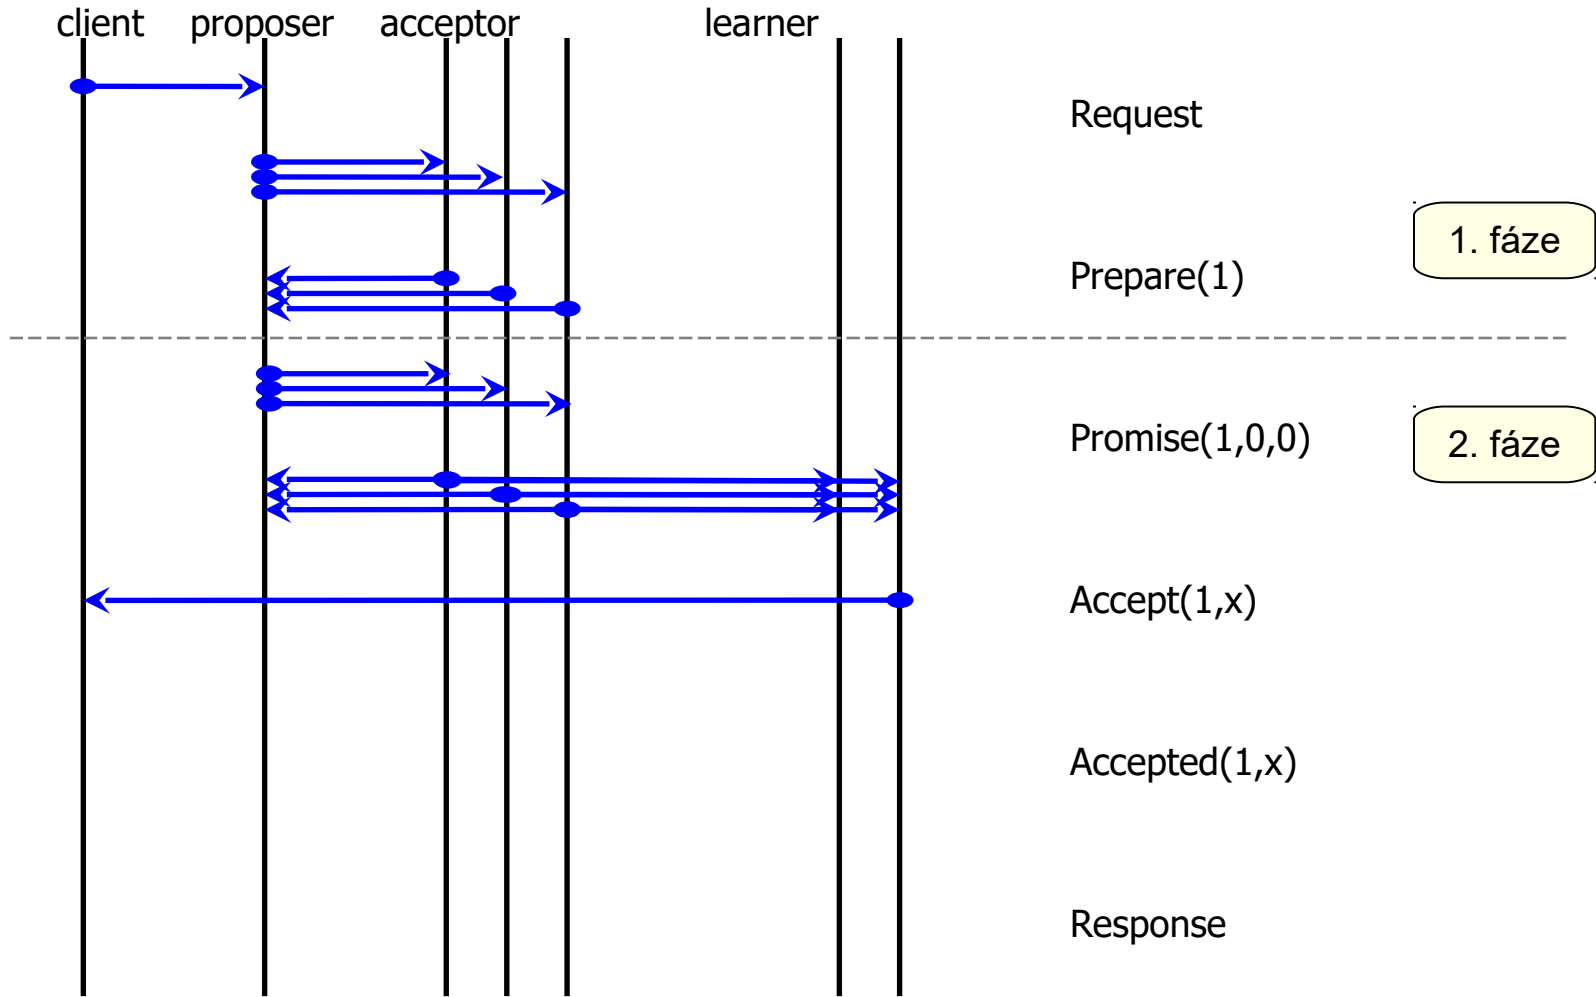 client proposer acceptor learner
Request
1. fáze
Prepare(1)
Promise(1,0,0)
2. fáze
Accept(1,x)
Accepted(1,x)
Response